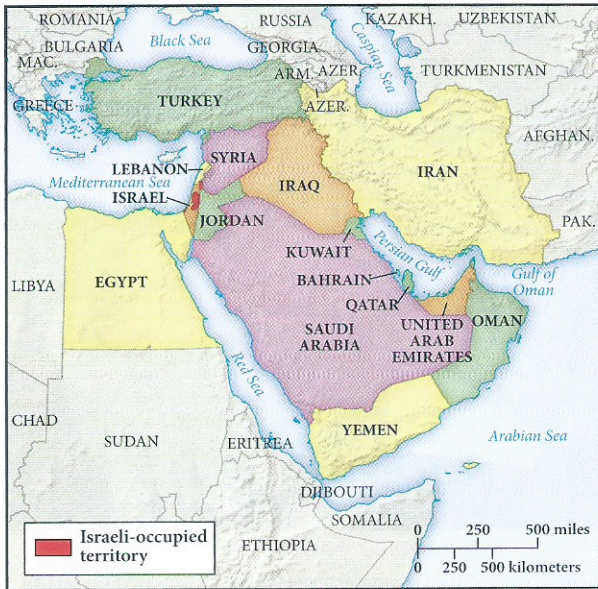 ROMANIA
RUSSIA
KAZAKH.
UZBEKISTAN
BULGARIA
Black Sea
GEORGIA
Caspian Sea
MAC.
ARM.
AZER.
TURKMENISTAN
GREECE
TURKEY
AZER.
AFGHAN.
LEBANON
SYRIA
IRAN
Mediterranean Sea
IRAQ
ISRAEL
JORDAN
PAK.
KUWAIT
Persian Gulf
LIBYA
EGYPT
BAHRAIN
Gulf of
Oman
QATAR
SAUDI
ARABIA
UNITED
ARAB
EMIRATES
OMAN
Red Sea
CHAD
SUDAN
ERITREA
YEMEN
Arabian Sea
DJIBOUTI
SOMALIA
ETHIOPIA
Israeli-occupied
territory
0 250 500 miles
0 250 500 kilometers